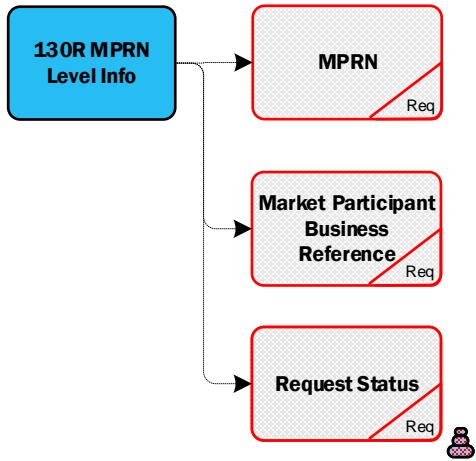 130R MPRN
Level Info
MPRN
Req
Market Participant
Business
Reference
Req
Request Status
Req